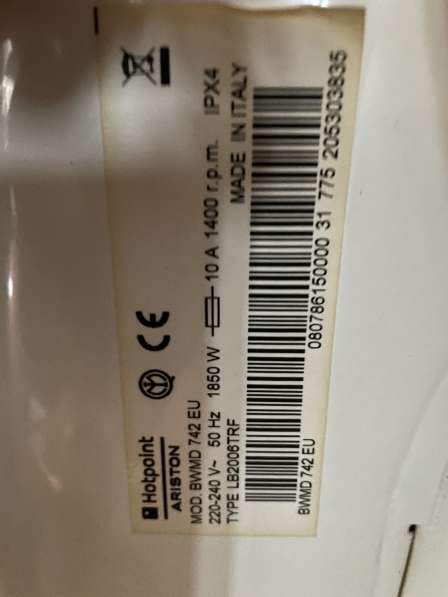 Hotpoint
ARISTON
MOD. BWMD 742 EU
220-240 V~ 50 Hz 1850 W 10 A 1400 r.p.m. IPX4
TYPE LB2006TRF MADE IN ITALY
BWMD 742 EU 080786150000 31 775 205303835